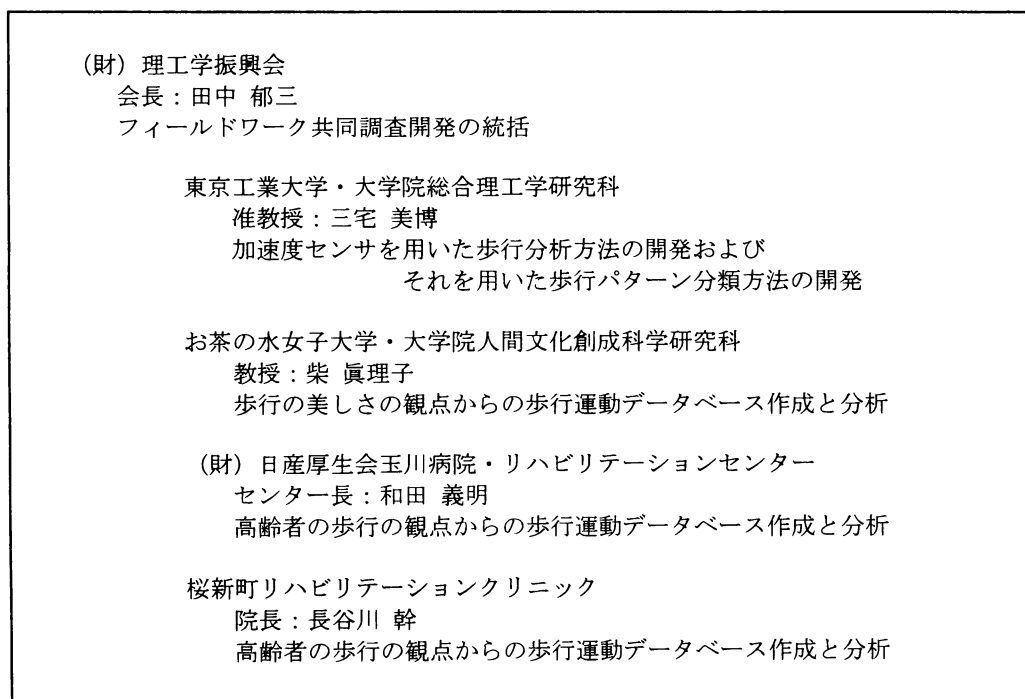 (財)理工学振興会
会長:田中 郁三
フィールドワーク共同調査開発の統括
東京工業大学・大学院総合理工学研究科
准教授:三宅 美博
加速度センサを用いた歩行分析方法の開発および
それを用いた歩行パターン分類方法の開発
お茶の水女子大学・大学院人間文化創成科学研究科
教授:柴 眞理子
歩行の美しさの観点からの歩行運動データベース作成と分析
(財)日産厚生会玉川病院・リハビリテーションセンター
センター長:和田 義明
高齢者の歩行の観点からの歩行運動データベース作成と分析
桜新町リハビリテーションクリニック
院長:長谷川 幹
高齢者の歩行の観点からの歩行運動データベース作成と分析